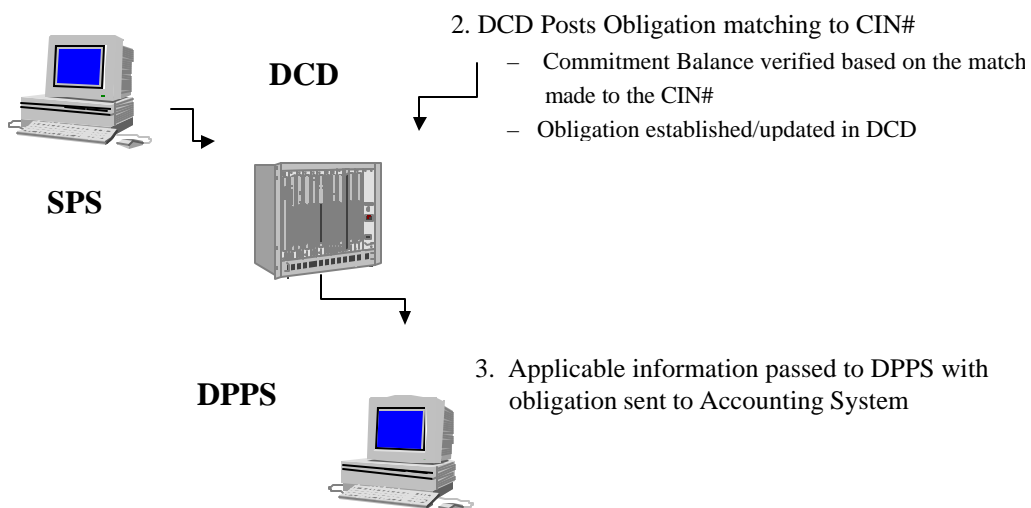 2. DCD Posts Obligation matching to CIN#
DCD
– Commitment Balance verified based on the match
made to the CIN#
– Obligation established/updated in DCD
SPS
3. Applicable information passed to DPPS with
obligation sent to Accounting System
DPPS